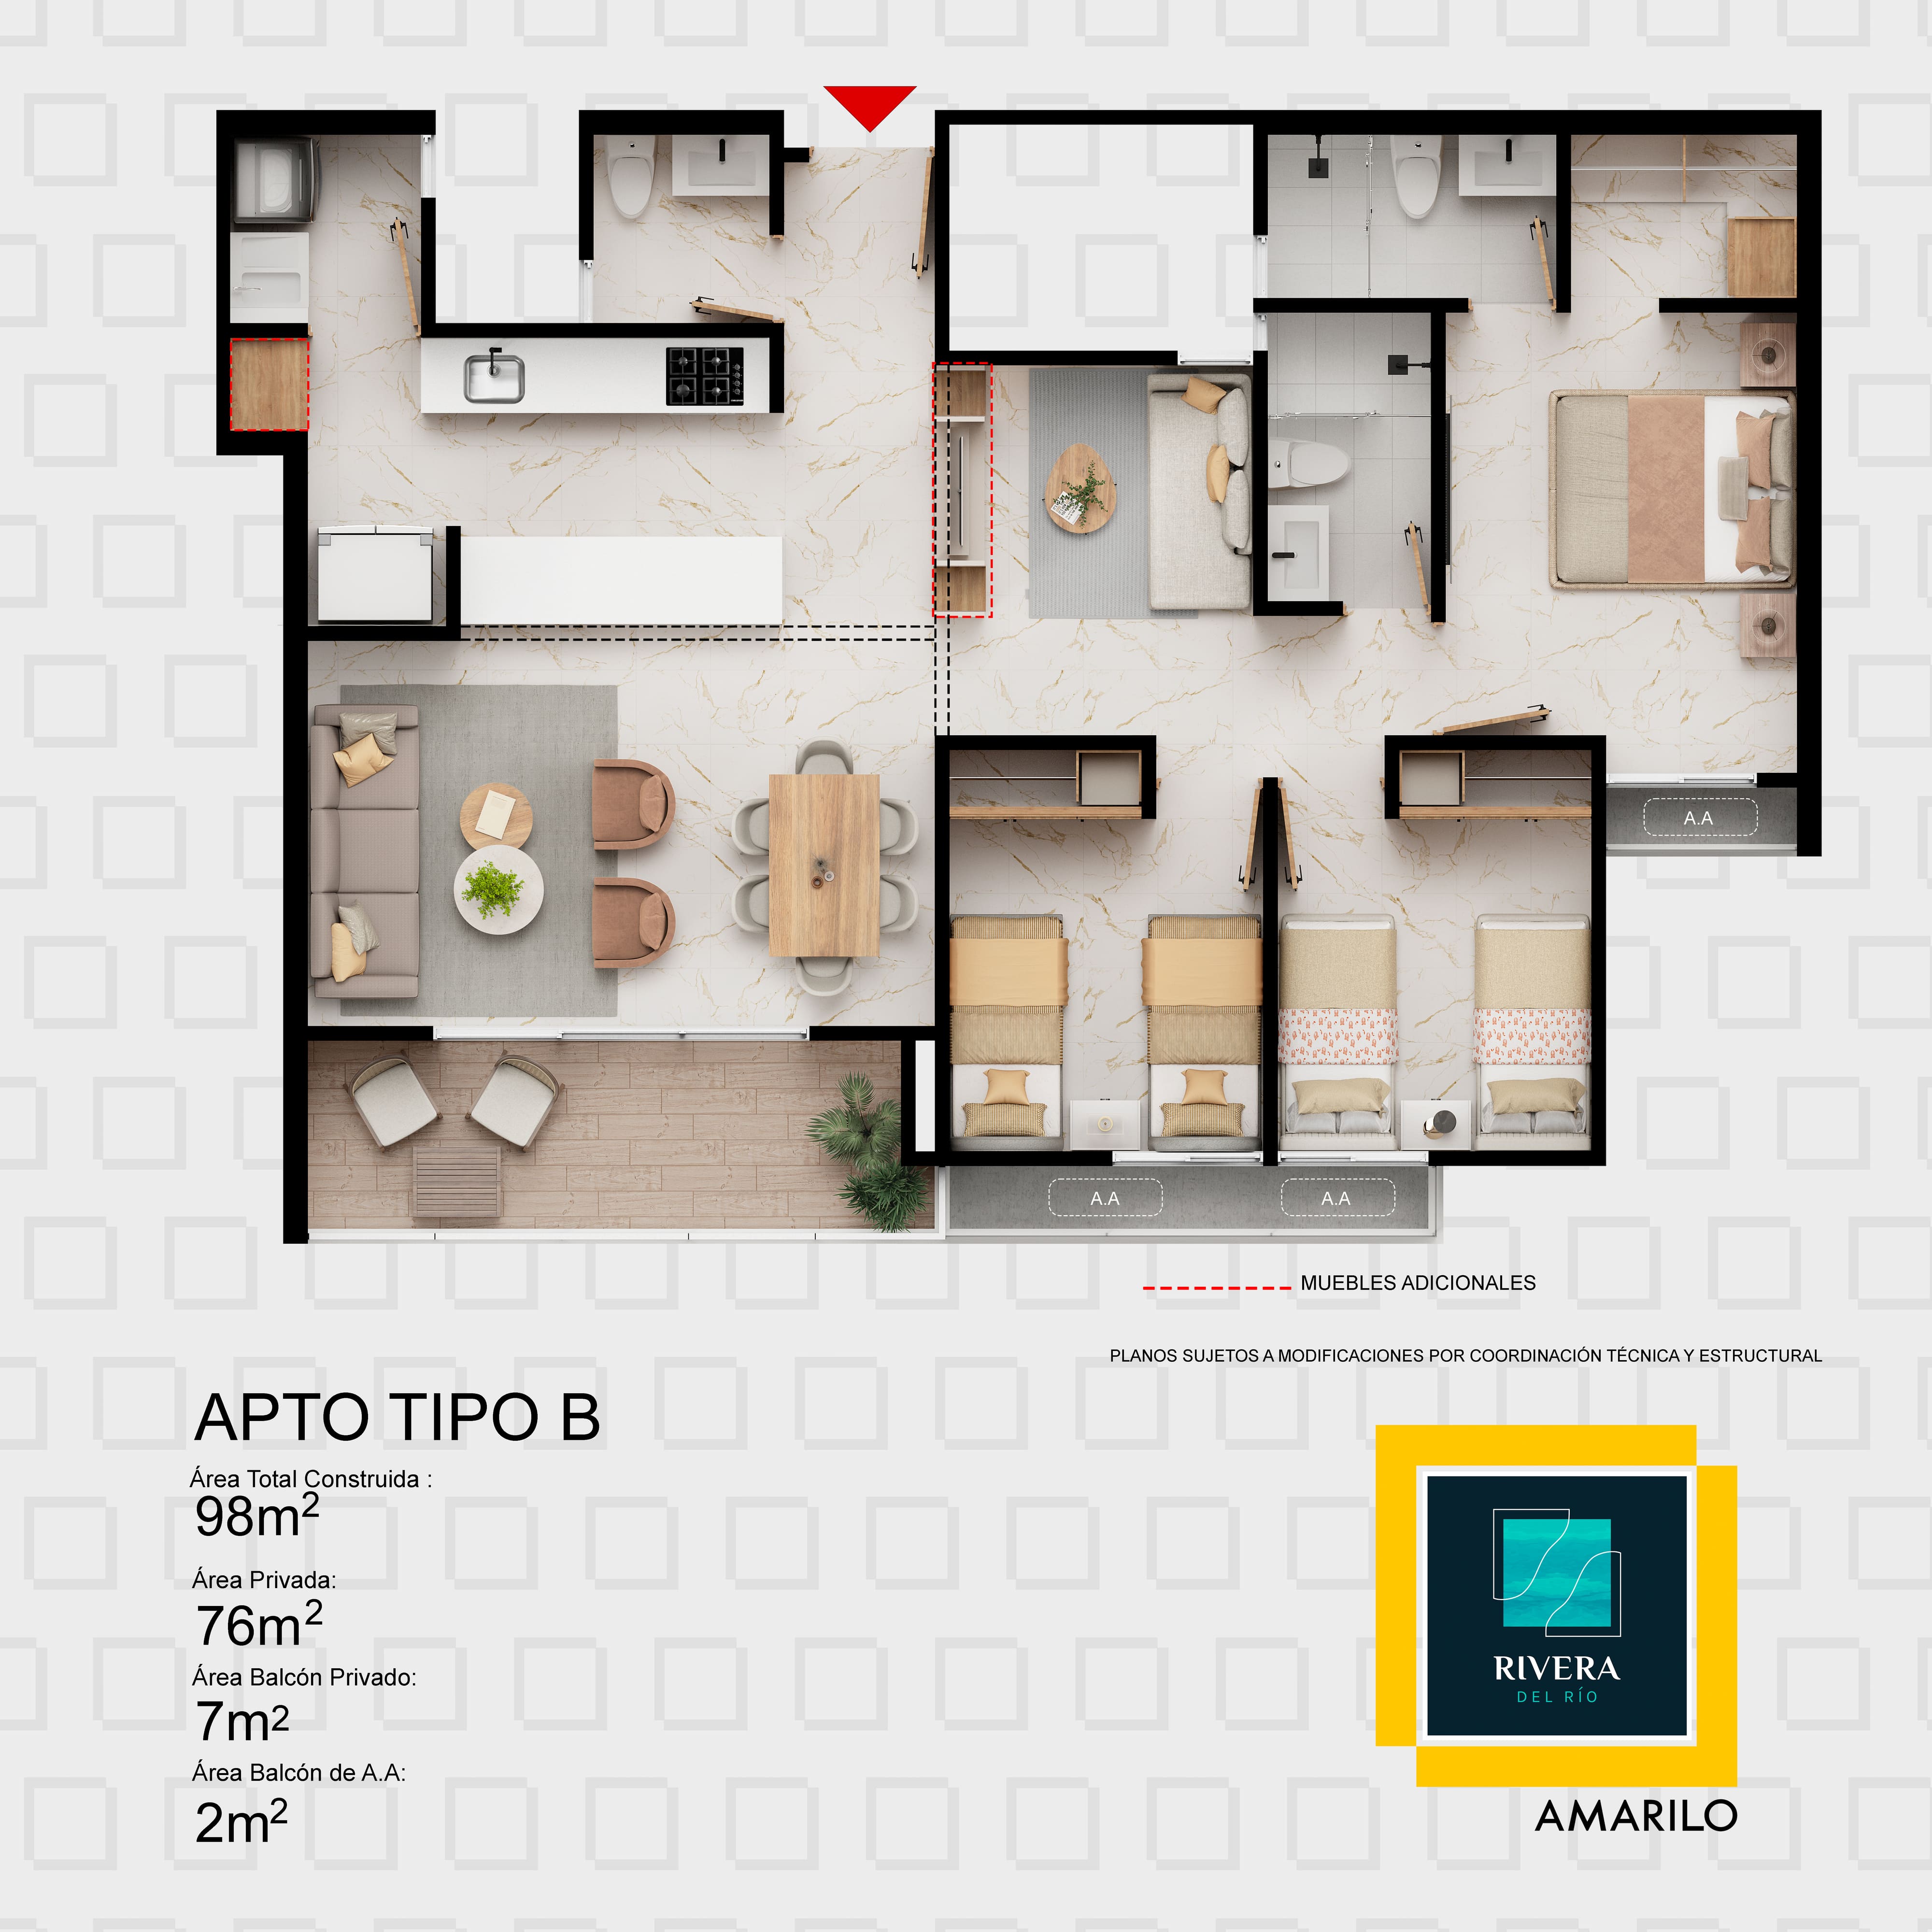 A.A
A.A
A.A
MUEBLES ADICIONALES
PLANOS SUJETOS A MODIFICACIONES POR COORDINACIÓN TÉCNICA Y ESTRUCTURAL
APTO TIPO B
Área Total Construida :
98m²
Área Privada:
76m²
Área Balcón Privado:
7m²
Área Balcón de A.A:
2m²
RIVERA
DEL RÍO
AMARILO